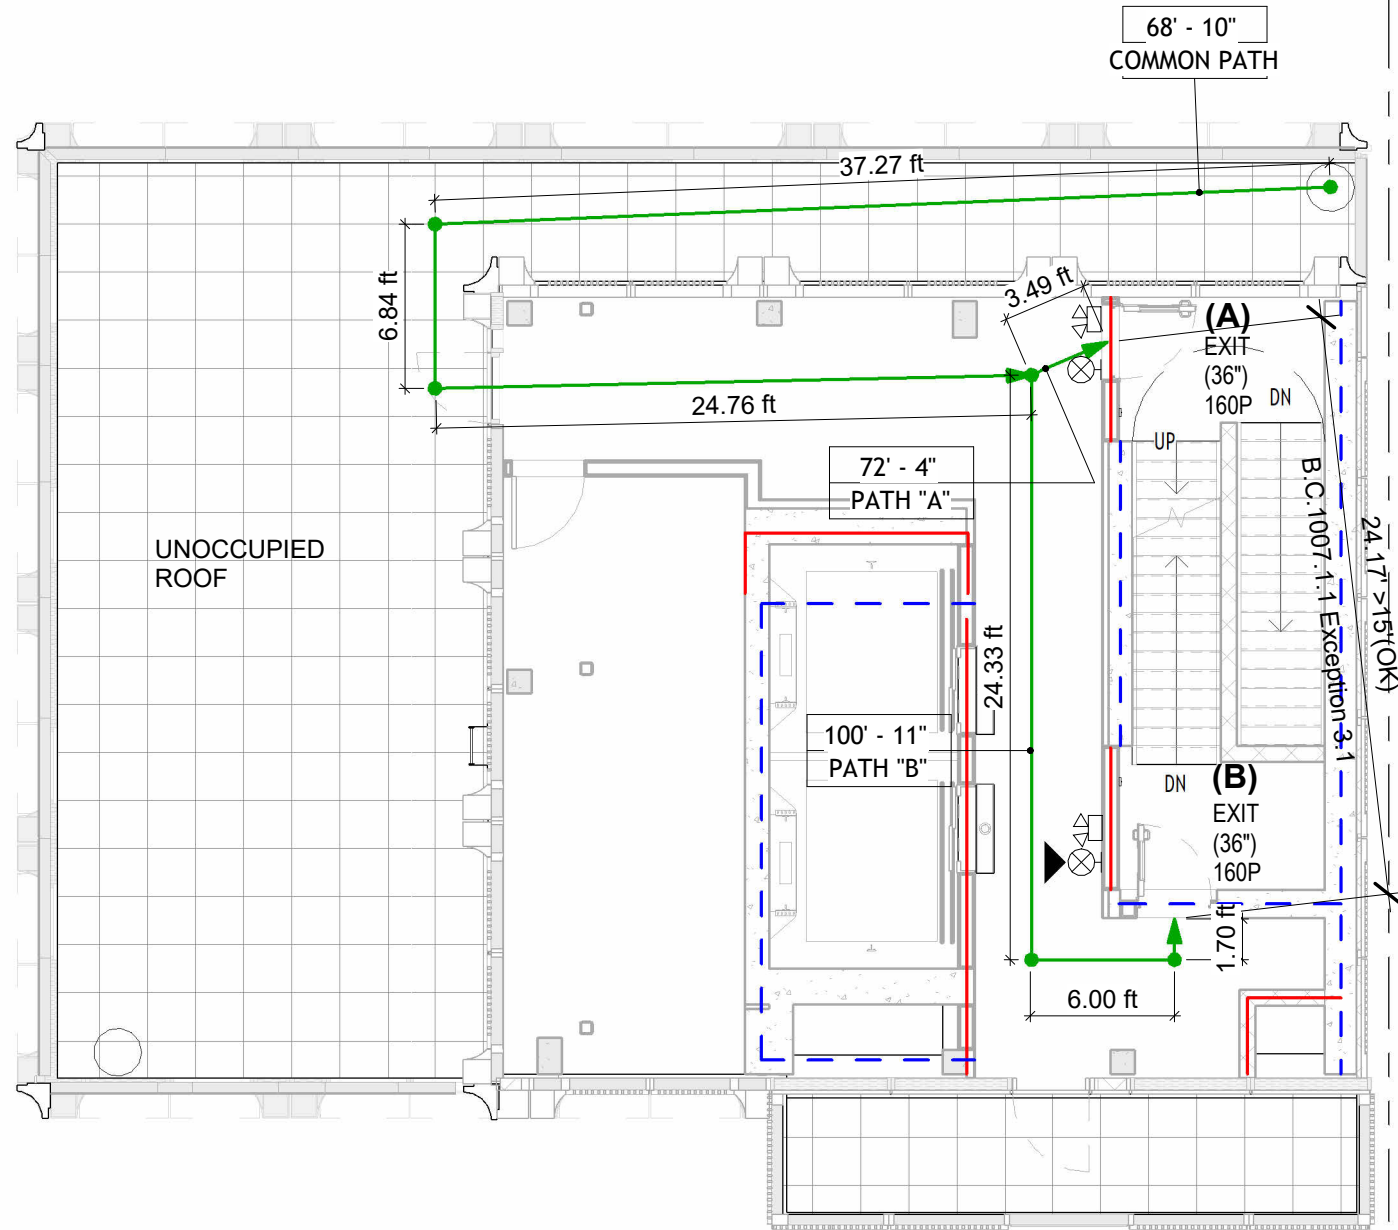 68' - 10"
COMMON PATH
37.27 ft
6.84 ft
3.49 ft
(A)
EXIT
(36")
160P
DN
24.76 ft
UP
72' - 4"
PATH "A"
B.C.1007.1.1 Exception 3.1
24.17' >15'(OK)
UNOCCUPIED
ROOF
24.33 ft
100' - 11"
PATH "B"
DN
(B)
EXIT
(36")
160P
1.70 ft
6.00 ft